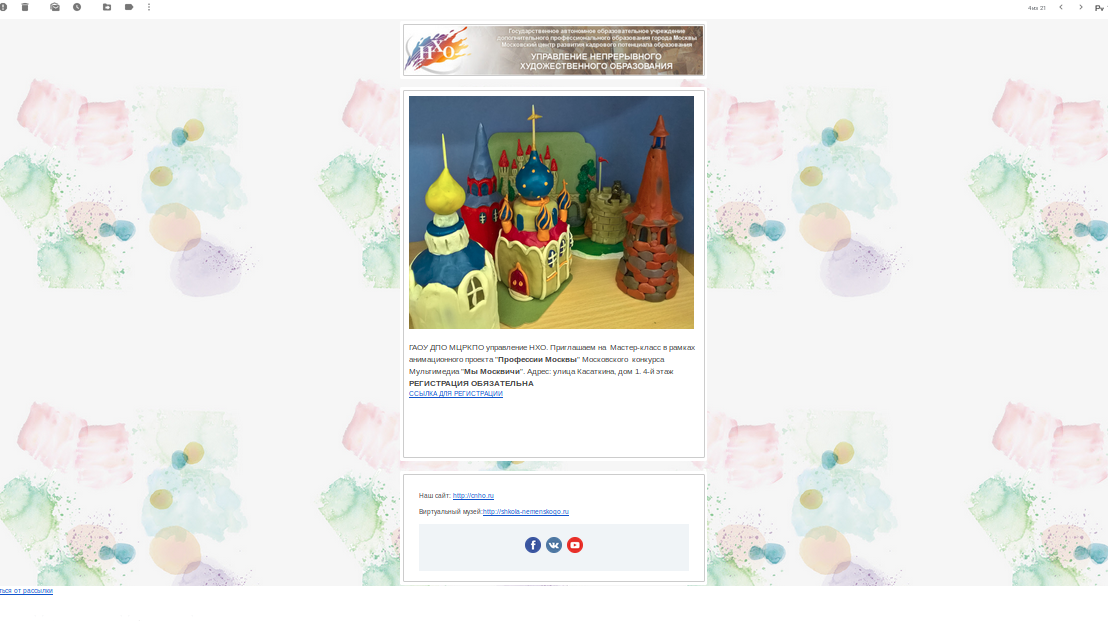 4 из 21
Государственное автономное образовательное учреждение
дополнительного профессионального образования города Москвы
Московский центр развития кадрового потенциала образования
НХО
УПРАВЛЕНИЕ НЕПРЕРЫВНОГО
ХУДОЖЕСТВЕННОГО ОБРАЗОВАНИЯ
ГАОУ ДПО МЦРКПО управление НХО. Приглашаем на Мастер-класс в рамках
анимационного проекта "Профессии Москвы" Московского конкурса
Мультимедиа "Мы Москвичи". Адрес: улица Касаткина, дом 1. 4-й этаж
РЕГИСТРАЦИЯ ОБЯЗАТЕЛЬНА
ССЫЛКА ДЛЯ РЕГИСТРАЦИИ
Наш сайт: http://cnho.ru
Виртуальный музей:http://shkola-nemenskogo.ru
ться от рассылки